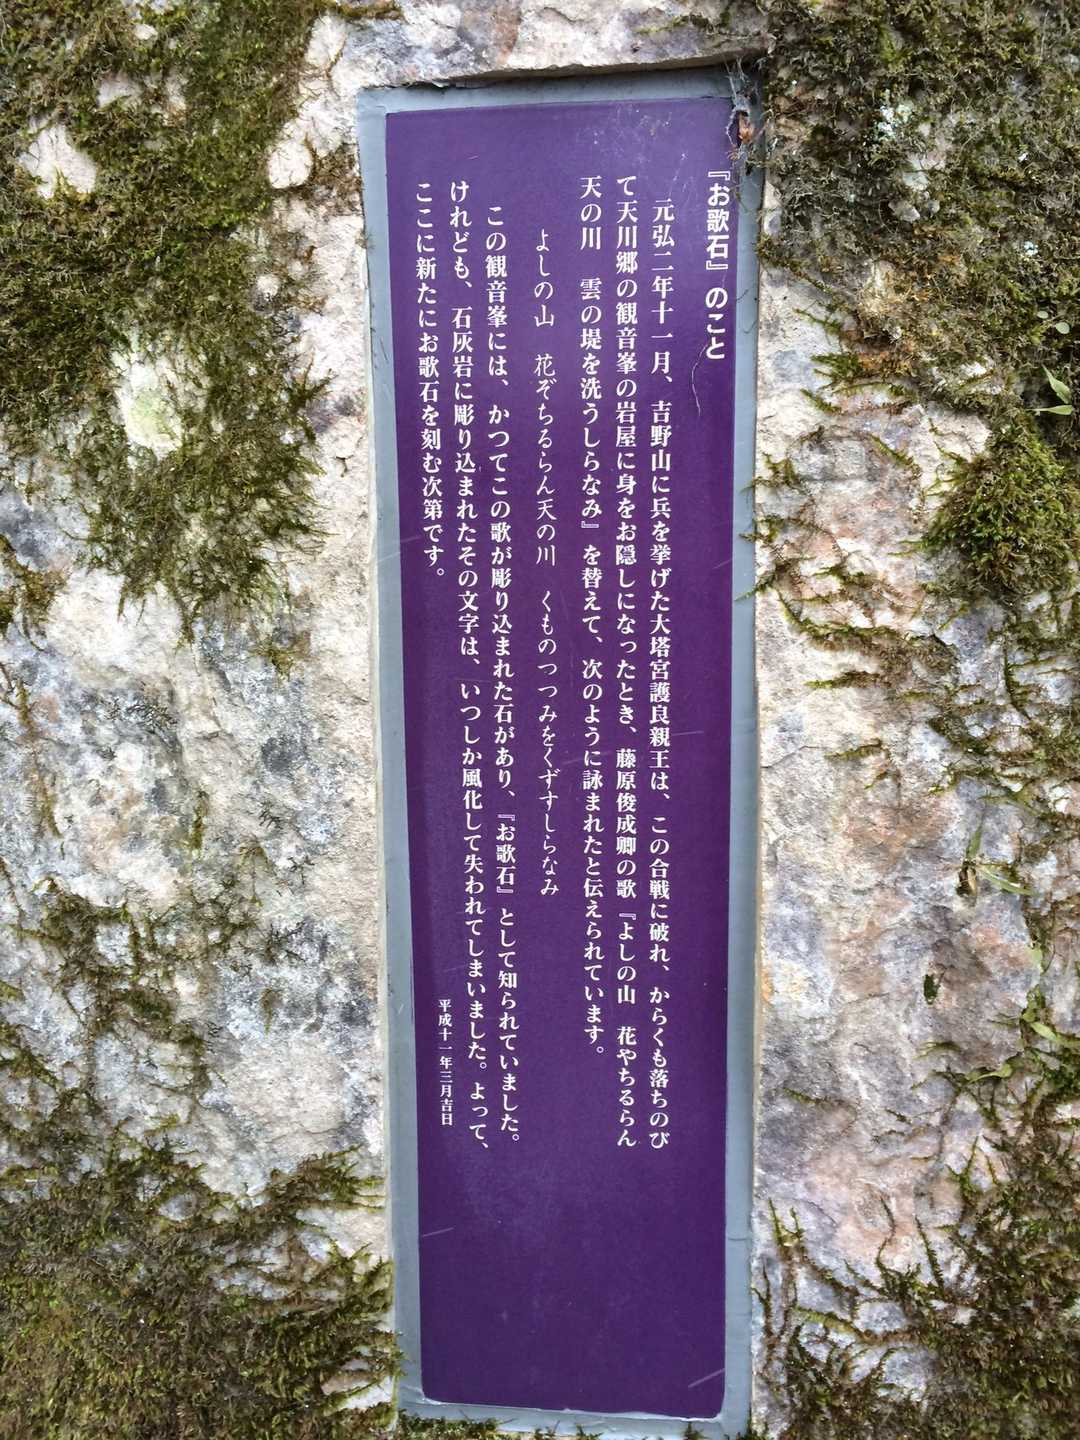 『お歌石』のこと
元弘二年十一月、吉野山に兵を挙げた大塔宮護良親王は、この合戦に破れ、からくも落ちのび
て天川郷の観音峯の岩屋に身をお隠しになったとき、藤原俊成卿の歌『よしの山　花やちるらん
天の川　雲の堤を洗うしらなみ』を替えて、次のように詠まれたと伝えられています。
よしの山　花ぞちるらん天の川　くものつつみをくずすしらなみ
この観音峯には、かつてこの歌が彫り込まれた石があり、『お歌石』として知られていました。
けれども、石灰岩に彫り込まれたその文字は、いつしか風化して失われてしまいました。よって、
ここに新たにお歌石を刻む次第です。
平成十一年三月吉日